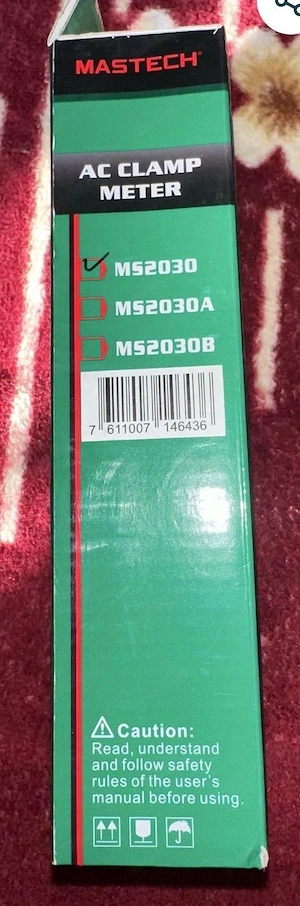 MASTECH®
AC CLAMP
METER
MS2030
MS2030A
MS2030B
7 611007 146436
Caution:
Read, understand
and follow safety
rules of the user's
manual before using.